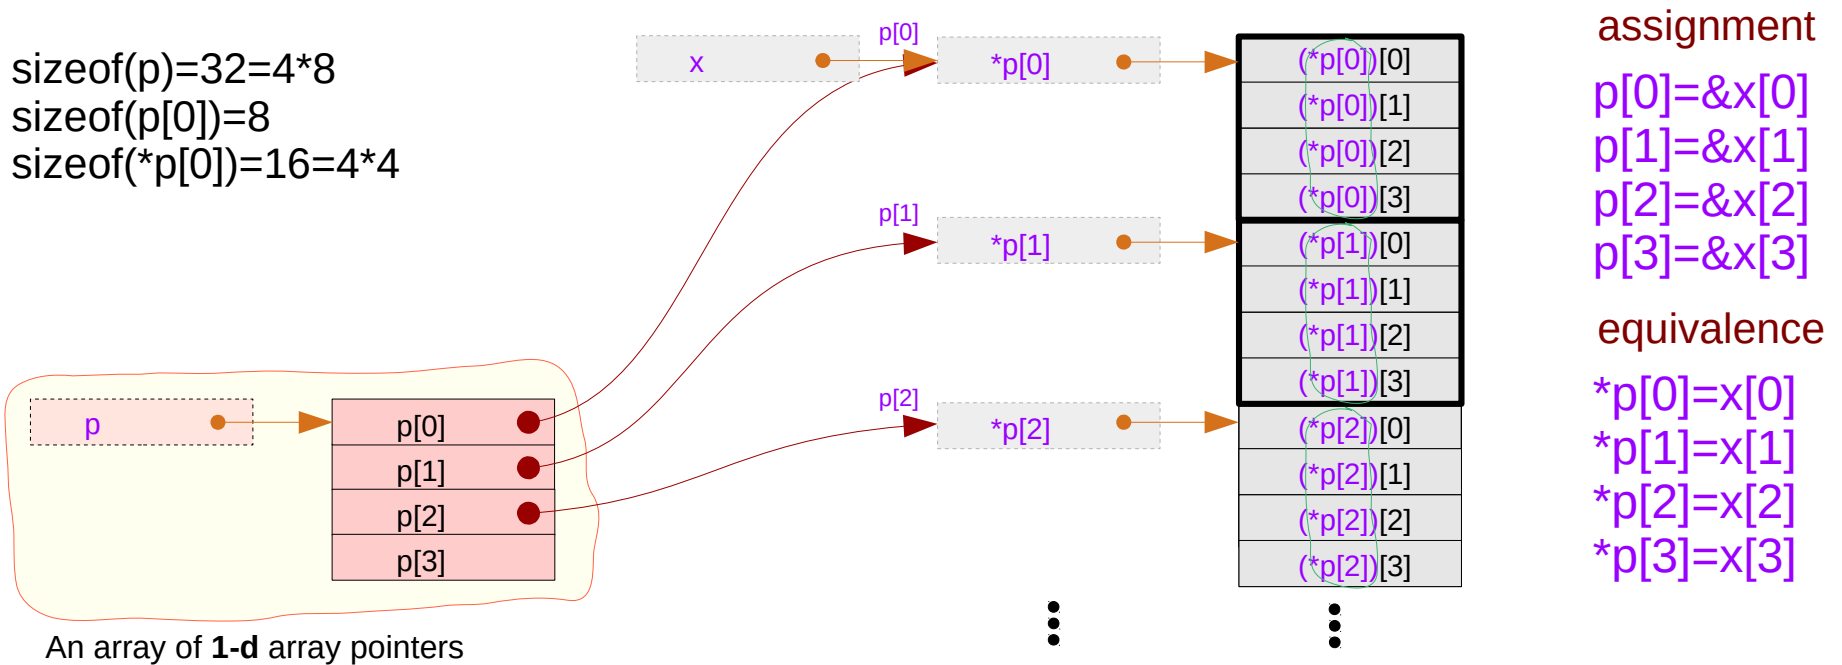 sizeof(p)=32=4*8
sizeof(p[0])=8
sizeof(*p[0])=16=4*4
p
p[0]
p[1]
p[2]
p[3]
An array of 1-d array pointers
x
p[0]
*p[0]
p[1]
*p[1]
p[2]
*p[2]
(*p[0])[0]
(*p[0])[1]
(*p[0])[2]
(*p[0])[3]
(*p[1])[0]
(*p[1])[1]
(*p[1])[2]
(*p[1])[3]
(*p[2])[0]
(*p[2])[1]
(*p[2])[2]
(*p[2])[3]
assignment
p[0]=&x[0]
p[1]=&x[1]
p[2]=&x[2]
p[3]=&x[3]
equivalence
*p[0]=x[0]
*p[1]=x[1]
*p[2]=x[2]
*p[3]=x[3]